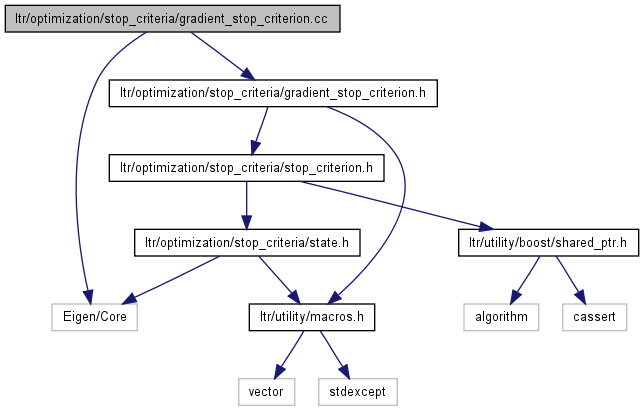 ltr/optimization/stop_criteria/gradient_stop_criterion.cc
ltr/optimization/stop_criteria/gradient_stop_criterion.h
ltr/optimization/stop_criteria/stop_criterion.h
ltr/optimization/stop_criteria/state.h
ltr/utility/boost/shared_ptr.h
Eigen/Core
ltr/utility/macros.h
algorithm
cassert
vector
stdexcept